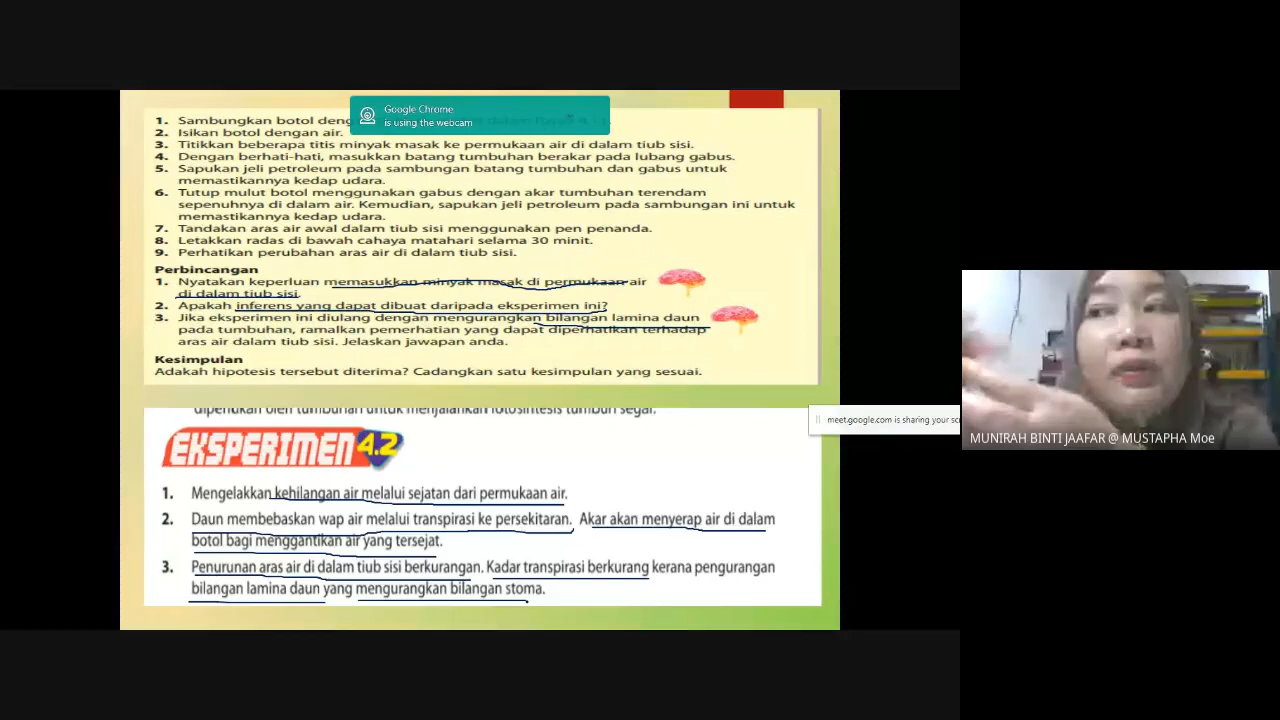 Google Chrome
is using the webcam
1. Sambungkan botol
2. Isikan botol dengan air.
3. Titikkan beberapa titis minyak masak ke permukaan air di dalam tiub sisi.
4. Dengan berhati-hati, masukkan batang tumbuhan berakar pada lubang gabus.
5. Sapukan jeli petroleum pada sambungan batang tumbuhan dan gabus untuk
memastikannya kedap udara.
6. Tutup mulut botol menggunakan gabus dengan akar tumbuhan terendam
sepenuhnya di dalam air. Kemudian, sapukan jeli petroleum pada sambungan ini untuk
memastikannya kedap udara.
7. Tandakan aras air awal dalam tiub sisi menggunakan pen penanda.
8. Letakkan radas di bawah cahaya matahari selama 30 minit.
9. Perhatikan perubahan aras air di dalam tiub sisi.
Perbincangan
1. Nyatakan keperluan memasukkan minyak masak di permukaan air
di dalam tiub sisi.
2. Apakah inferens yang dapat dibuat daripada eksperimen ini?
3. Jika eksperimen ini diulang dengan mengurangkan bilangan lamina daun
pada tumbuhan, ramalkan pemerhatian yang dapat diperhatikan terhadap
aras air dalam tiub sisi. Jelaskan jawapan anda.
Kesimpulan
Adakah hipotesis tersebut diterima? Cadangkan satu kesimpulan yang sesuai.
diperlukan oleh tumbuhan untuk menjalankan fotosintesis tumbuh segar.
EKSPERIMEN 4.2
1. Mengelakkan kehilangan air melalui sejatan dari permukaan air.
2. Daun membebaskan wap air melalui transpirasi ke persekitaran. Akar akan menyerap air di dalam
botol bagi menggantikan air yang tersejat.
3. Penurunan aras air di dalam tiub sisi berkurangan. Kadar transpirasi berkurang kerana pengurangan
bilangan lamina daun yang mengurangkan bilangan stoma.
meet.google.com is sharing your
MUNIRAH BINTI JAAFAR @ MUSTAPHA Moe